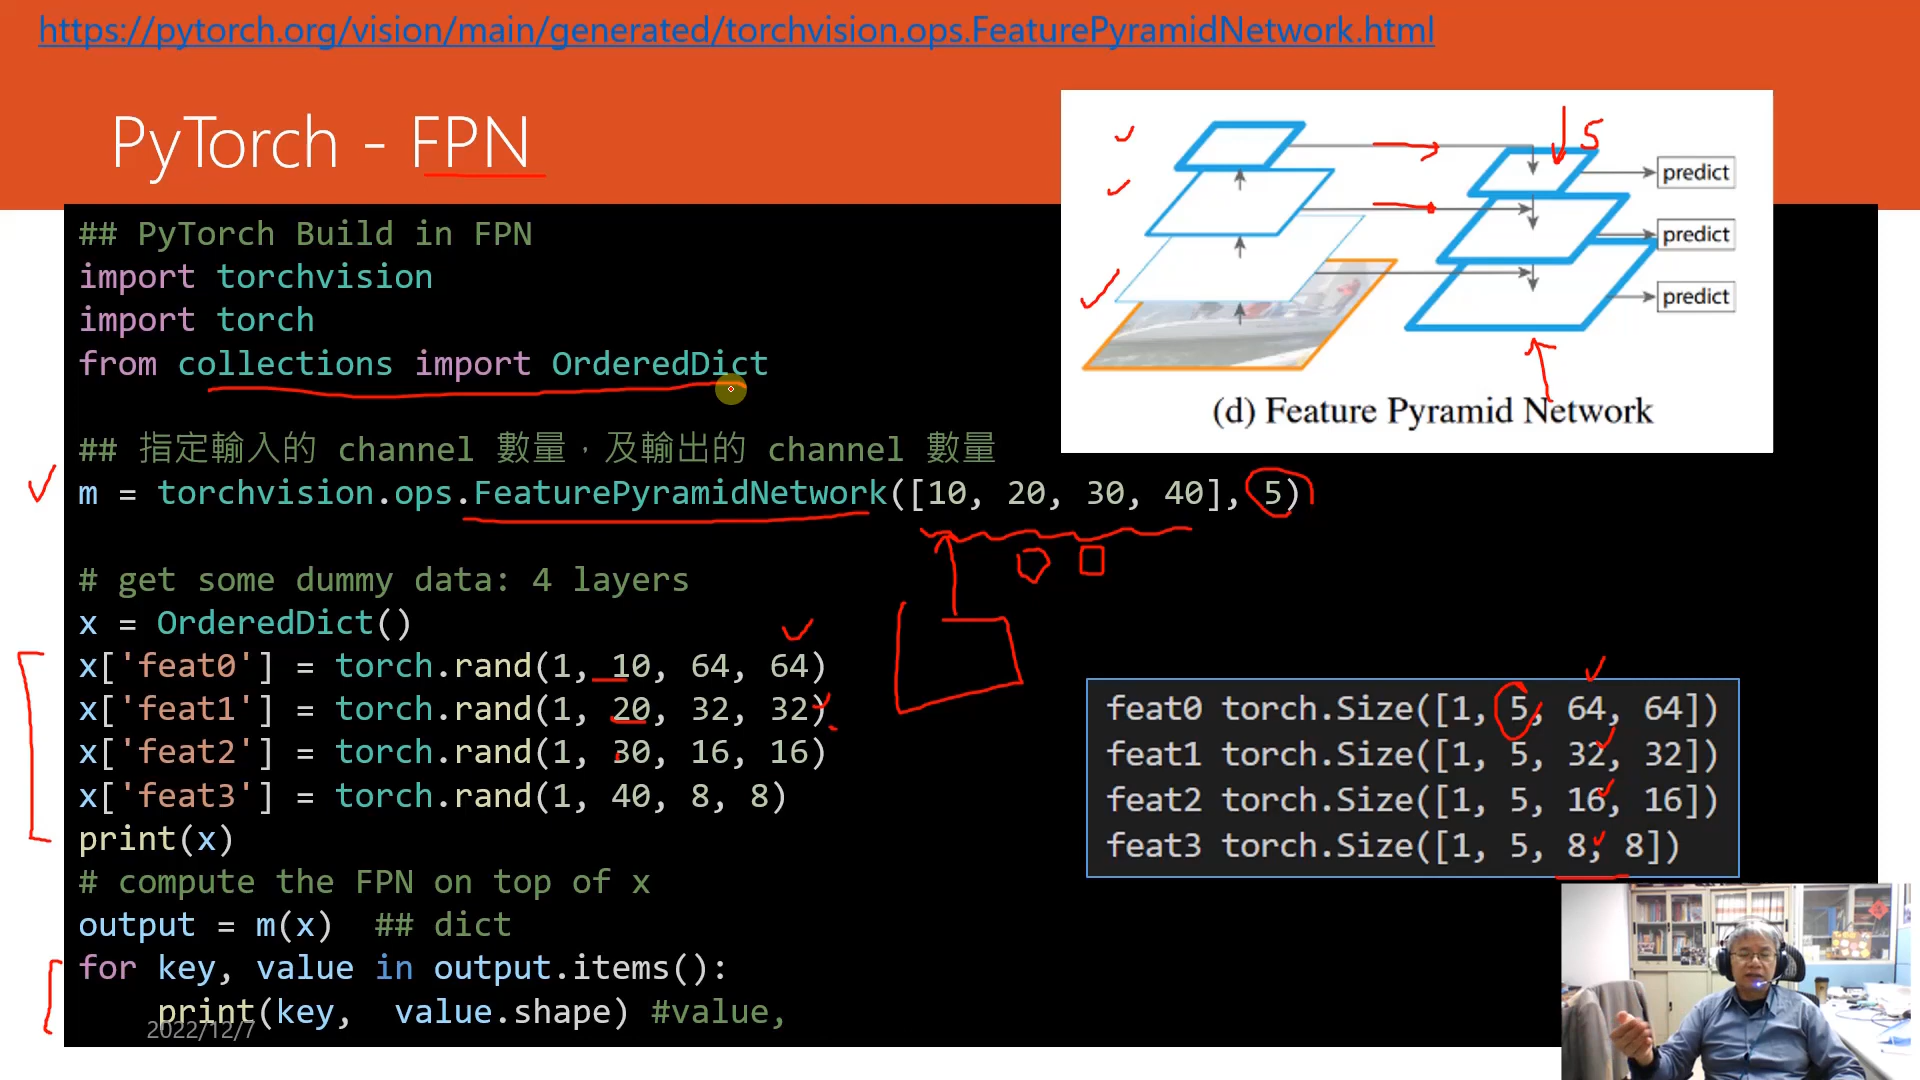 https://pytorch.org/vision/main/generated/torchvision.ops.FeaturePyramidNetwork.html
PyTorch - FPN
5
predict
predict
predict
(d) Feature Pyramid Network
## PyTorch Build in FPN
import torchvision
import torch
from collections import OrderedDict
## 指定輸入的 channel 數量,及輸出的 channel 數量
m = torchvision.ops.FeaturePyramidNetwork([10, 20, 30, 40], 5)
# get some dummy data: 4 layers
x = OrderedDict()
x['feat0'] = torch.rand(1, 10, 64, 64)
x['feat1'] = torch.rand(1, 20, 32, 32)
x['feat2'] = torch.rand(1, 30, 16, 16)
x['feat3'] = torch.rand(1, 40, 8, 8)
print(x)
# compute the FPN on top of x
output = m(x)  ## dict
for key, value in output.items():
    print(key,  value.shape) #value,
feat0 torch.Size([1, 5, 64, 64])
feat1 torch.Size([1, 5, 32, 32])
feat2 torch.Size([1, 5, 16, 16])
feat3 torch.Size([1, 5, 8, 8])
2022/12/7